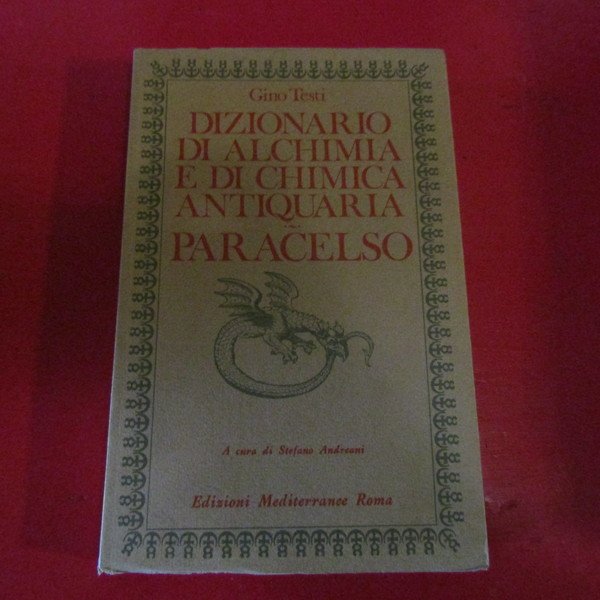 Gino Testi
DIZIONARIO
DI ALCHIMIA
E DI CHIMICA
ANTIQUARIA
PARACELSO
A cura di Stefano Andreani
Edizioni Mediterranee Roma